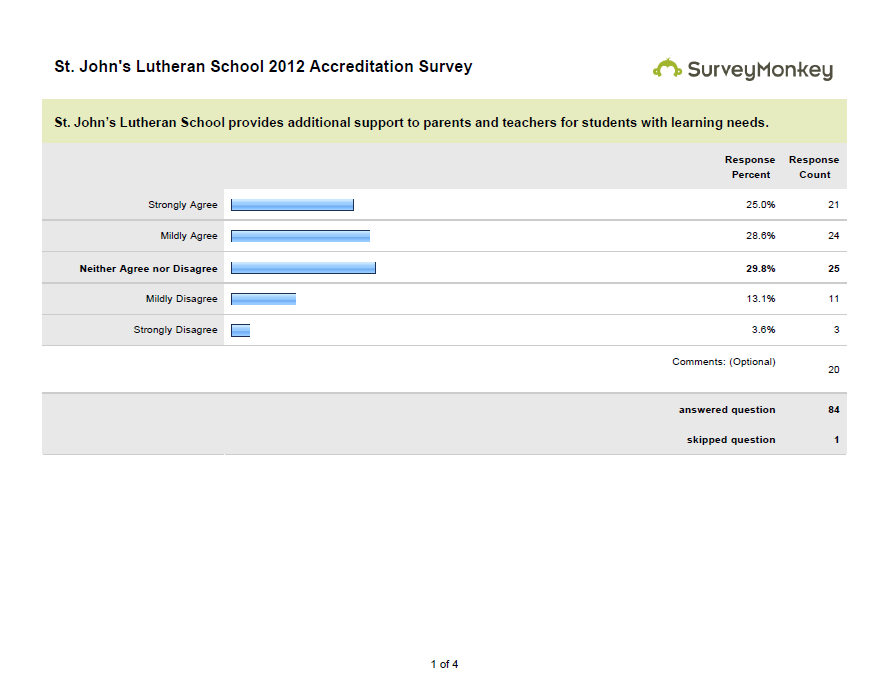 St. John's Lutheran School 2012 Accreditation Survey
SurveyMonkey
St. John's Lutheran School provides additional support to parents and teachers for students with learning needs.
Response Percent Response Count
Strongly Agree 25.0% 21
Mildly Agree 28.6% 24
Neither Agree nor Disagree 29.8% 25
Mildly Disagree 13.1% 11
Strongly Disagree 3.6% 3
Comments: (Optional) 20
answered question 84
skipped question 1
1 of 4